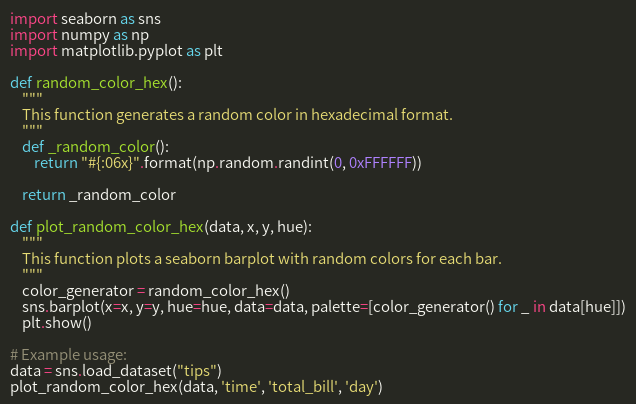 import seaborn as sns
import numpy as np
import matplotlib.pyplot as plt

def random_color_hex():
    """
    This function generates a random color in hexadecimal format.
    """
    def _random_color():
        return "#{:06x}".format(np.random.randint(0, 0xFFFFFF))

    return _random_color

def plot_random_color_hex(data, x, y, hue):
    """
    This function plots a seaborn barplot with random colors for each bar.
    """
    color_generator = random_color_hex()
    sns.barplot(x=x, y=y, hue=hue, data=data, palette=[color_generator() for _ in data[hue]])
    plt.show()

# Example usage:
data = sns.load_dataset("tips")
plot_random_color_hex(data, 'time', 'total_bill', 'day')